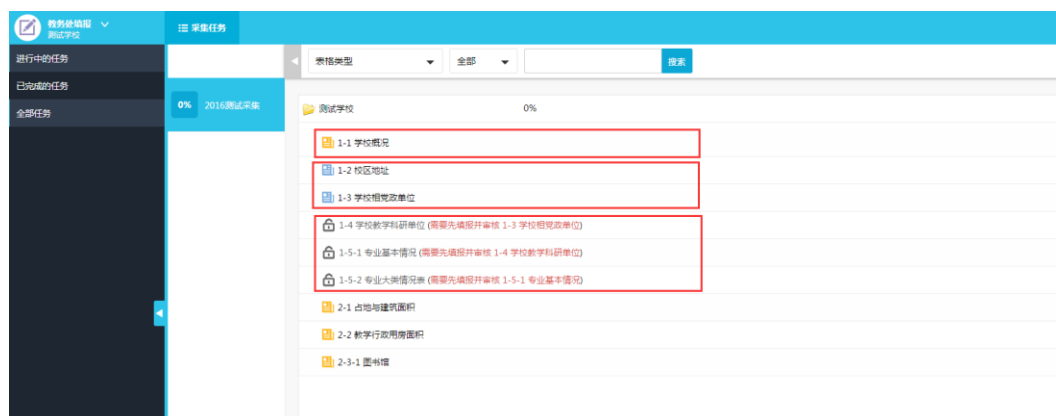 教务处填报
测试学校
采集任务
进行中的任务
已完成的任务
全部任务
0% 2016测试采集
表格类型 全部 搜索
测试学校 0%
1-1 学校概况
1-2 校区地址
1-3 学校相党政单位
1-4 学校教学科研单位 (需要先填报并审核 1-3 学校相党政单位)
1-5-1 专业基本情况 (需要先填报并审核 1-4 学校教学科研单位)
1-5-2 专业大类情况表 (需要先填报并审核 1-5-1 专业基本情况)
2-1 占地与建筑面积
2-2 教学行政用房面积
2-3-1 图书馆